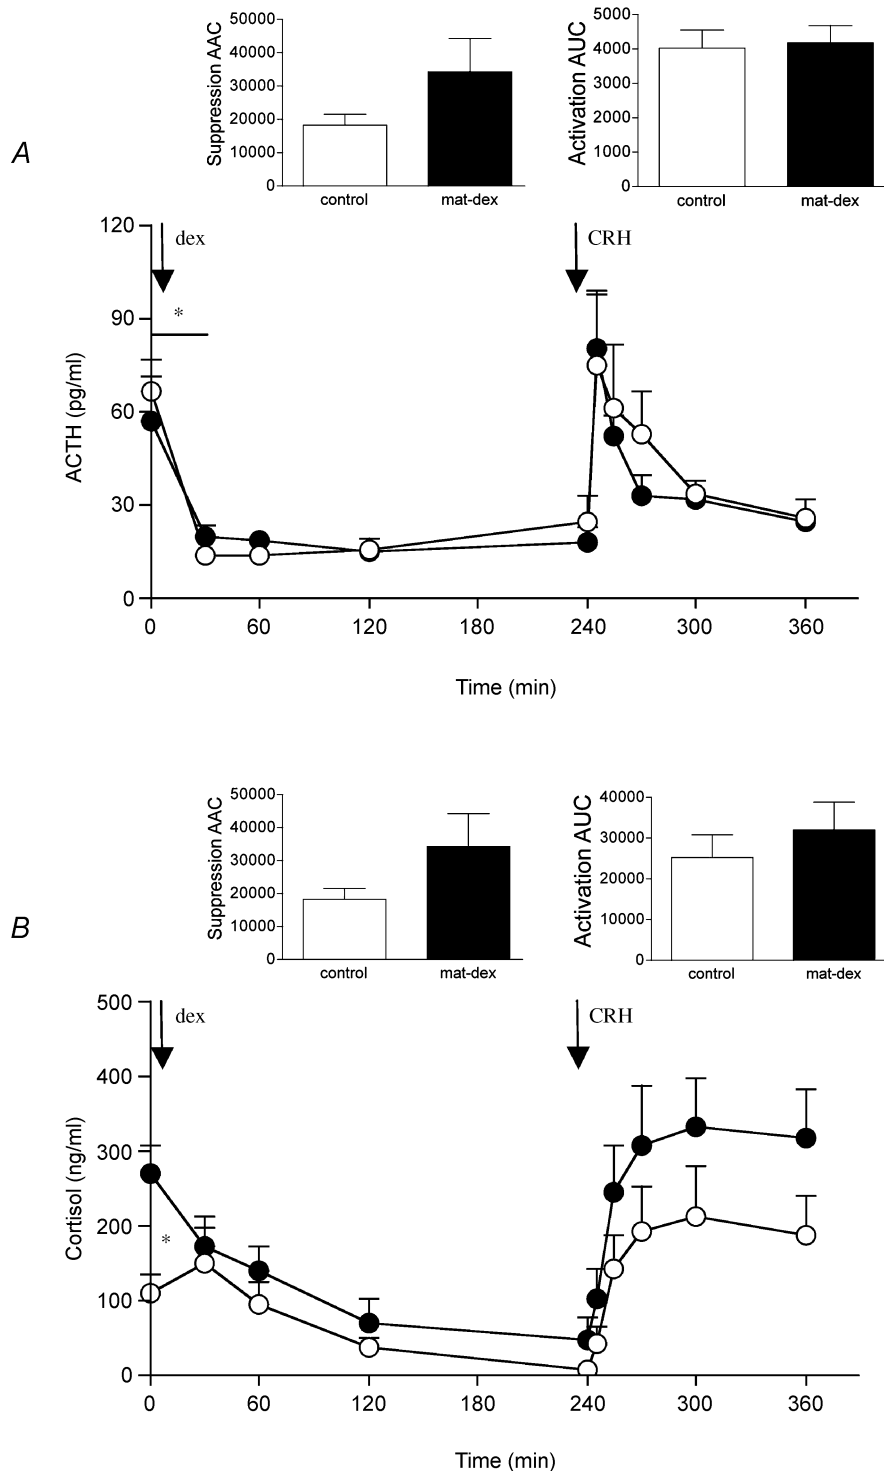 A
Suppression AAC
50000
40000
30000
20000
10000
0
control
mat-dex
Activation AUC
5000
4000
3000
2000
1000
0
control
mat-dex
dex
CRH
*
ACTH (pg/ml)
120
90
60
30
0
0 60 120 180 240 300 360
Time (min)
B
Suppression AAC
50000
40000
30000
20000
10000
0
control
mat-dex
Activation AUC
40000
30000
20000
10000
0
control
mat-dex
dex
CRH
*
Cortisol (ng/ml)
500
400
300
200
100
0
0 60 120 180 240 300 360
Time (min)